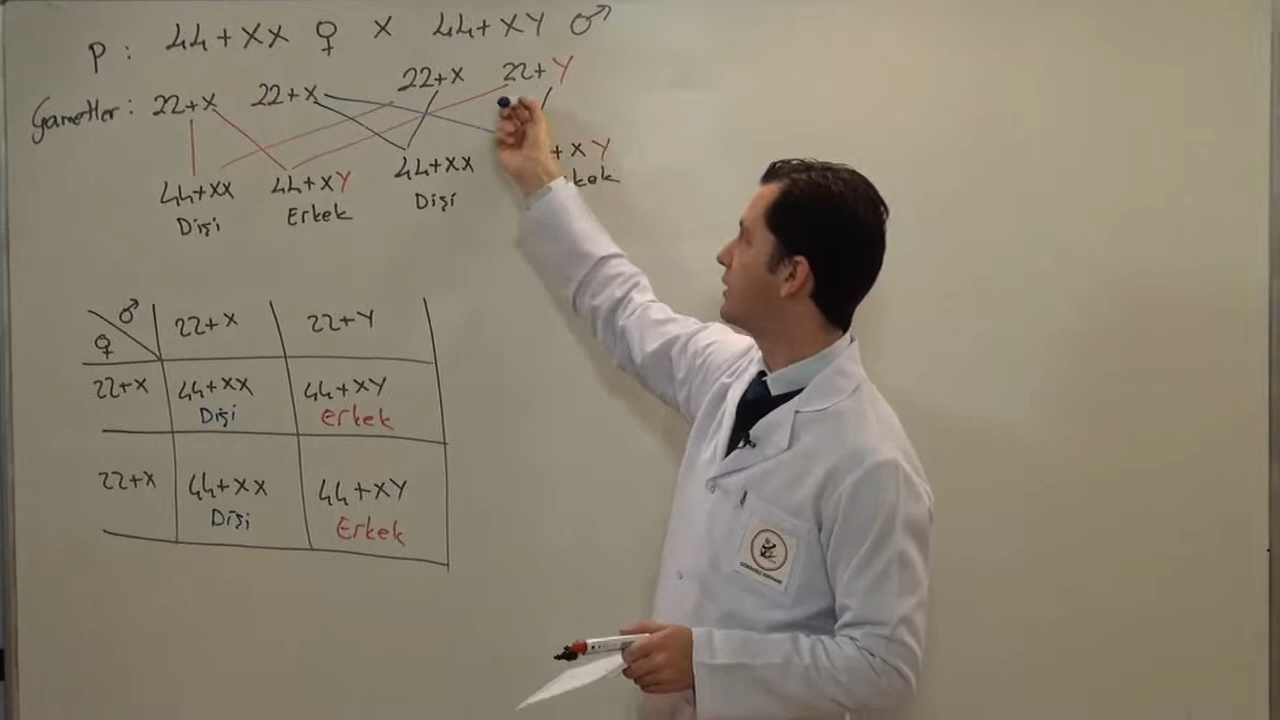 P : 44+XX ♀ X 44+XY ♂
Gametler : 22+X 22+X 22+X 22+Y
44+XX 44+XY 44+XX + X Y
Dişi Erkek Dişi kek
♂ 22+X 22+Y
♀
22+X 44+XX 44+XY
Dişi erkek
22+X 44+XX 44+XY
Dişi Erkek